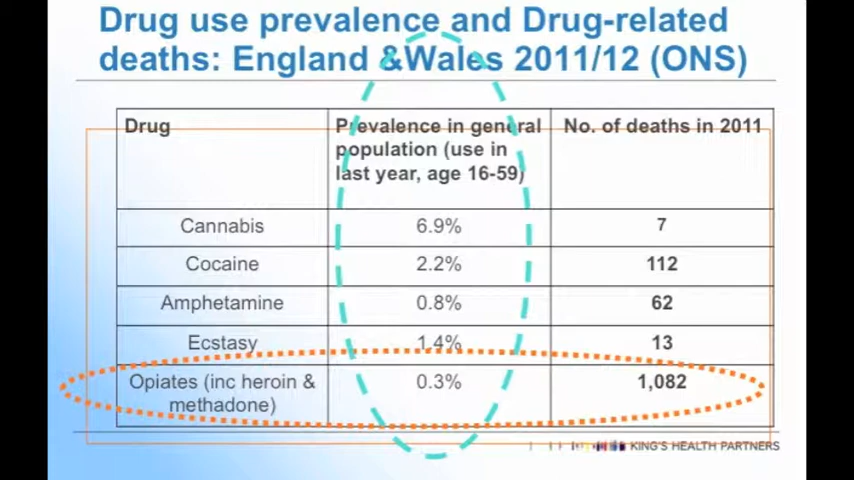 Drug use prevalence and Drug-related
deaths: England &Wales 2011/12 (ONS)
Drug
Prevalence in general
population (use in
last year, age 16-59)
No. of deaths in 2011
Cannabis 6.9% 7
Cocaine 2.2% 112
Amphetamine 0.8% 62
Ecstasy 1.4% 13
Opiates (inc heroin &
methadone)
0.3% 1,082
KING'S HEALTH PARTNERS